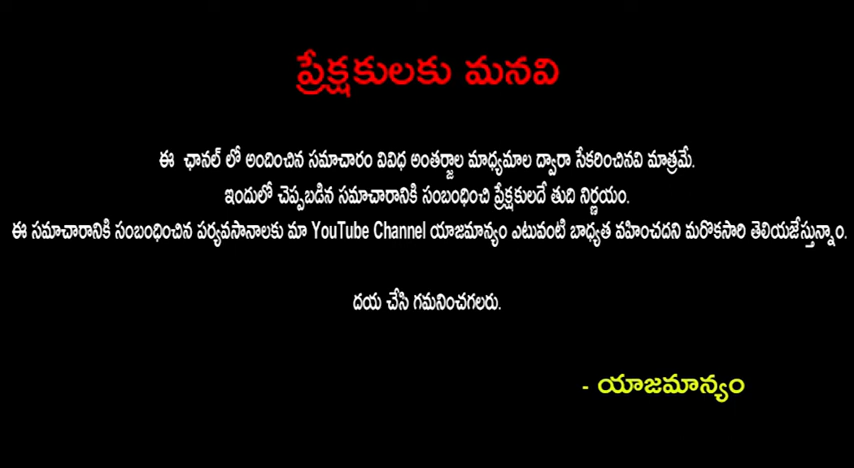 ప్రేక్షకులకు మనవి
ఈ ఛానల్ లో అందించిన సమాచారం వివిధ అంతర్జాల మాధ్యమాల ద్వారా సేకరించినవి మాత్రమే.
ఇందులో చెప్పబడిన సమాచారానికి సంబంధించి ప్రేక్షకులదే తుది నిర్ణయం.
ఈ సమాచారానికి సంబంధించిన పర్యవసానాలకు మా YouTube Channel యాజమాన్యం ఎటువంటి బాధ్యత వహించదని మరొకసారి తెలియజేస్తున్నాం.
దయ చేసి గమనించగలరు.
- యాజమాన్యం